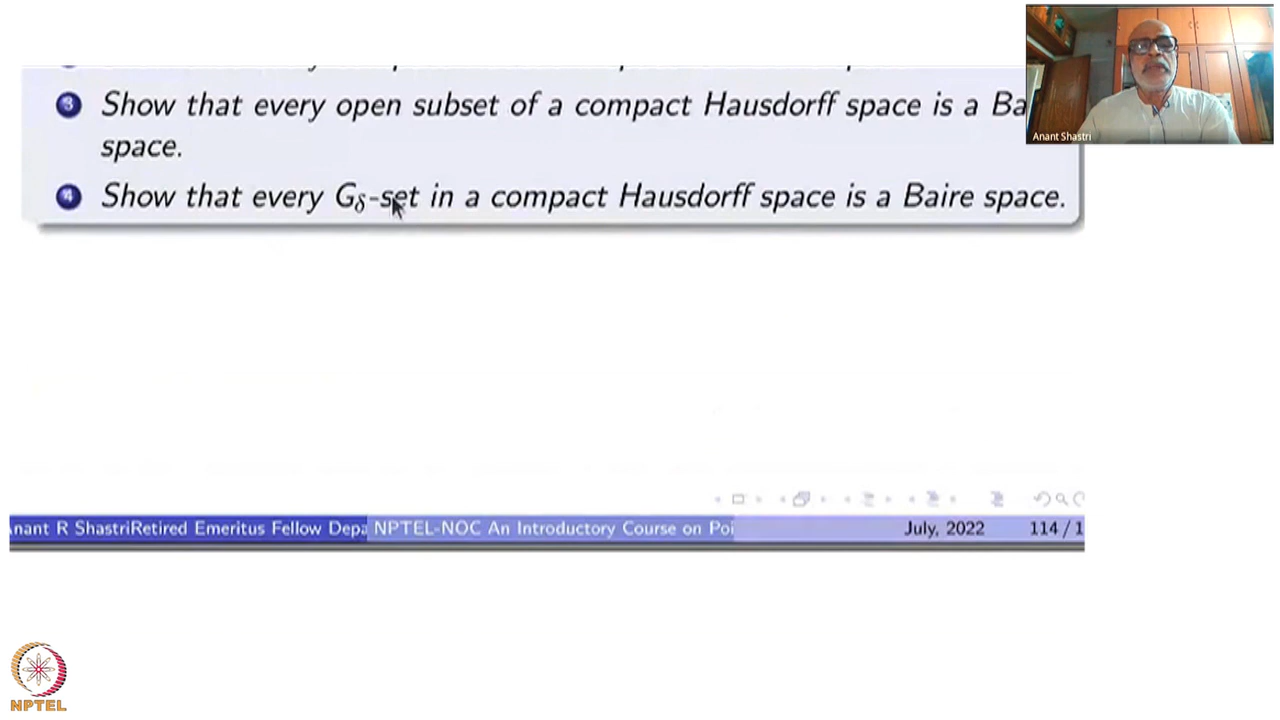 3 Show that every open subset of a compact Hausdorff space is a Ba
space.
4 Show that every Gδ-set in a compact Hausdorff space is a Baire space.
Anant Shastri
nant R ShastriRetired Emeritus Fellow Depa NPTEL-NOC An Introductory Course on Poi July, 2022 114 / 1
NPTEL